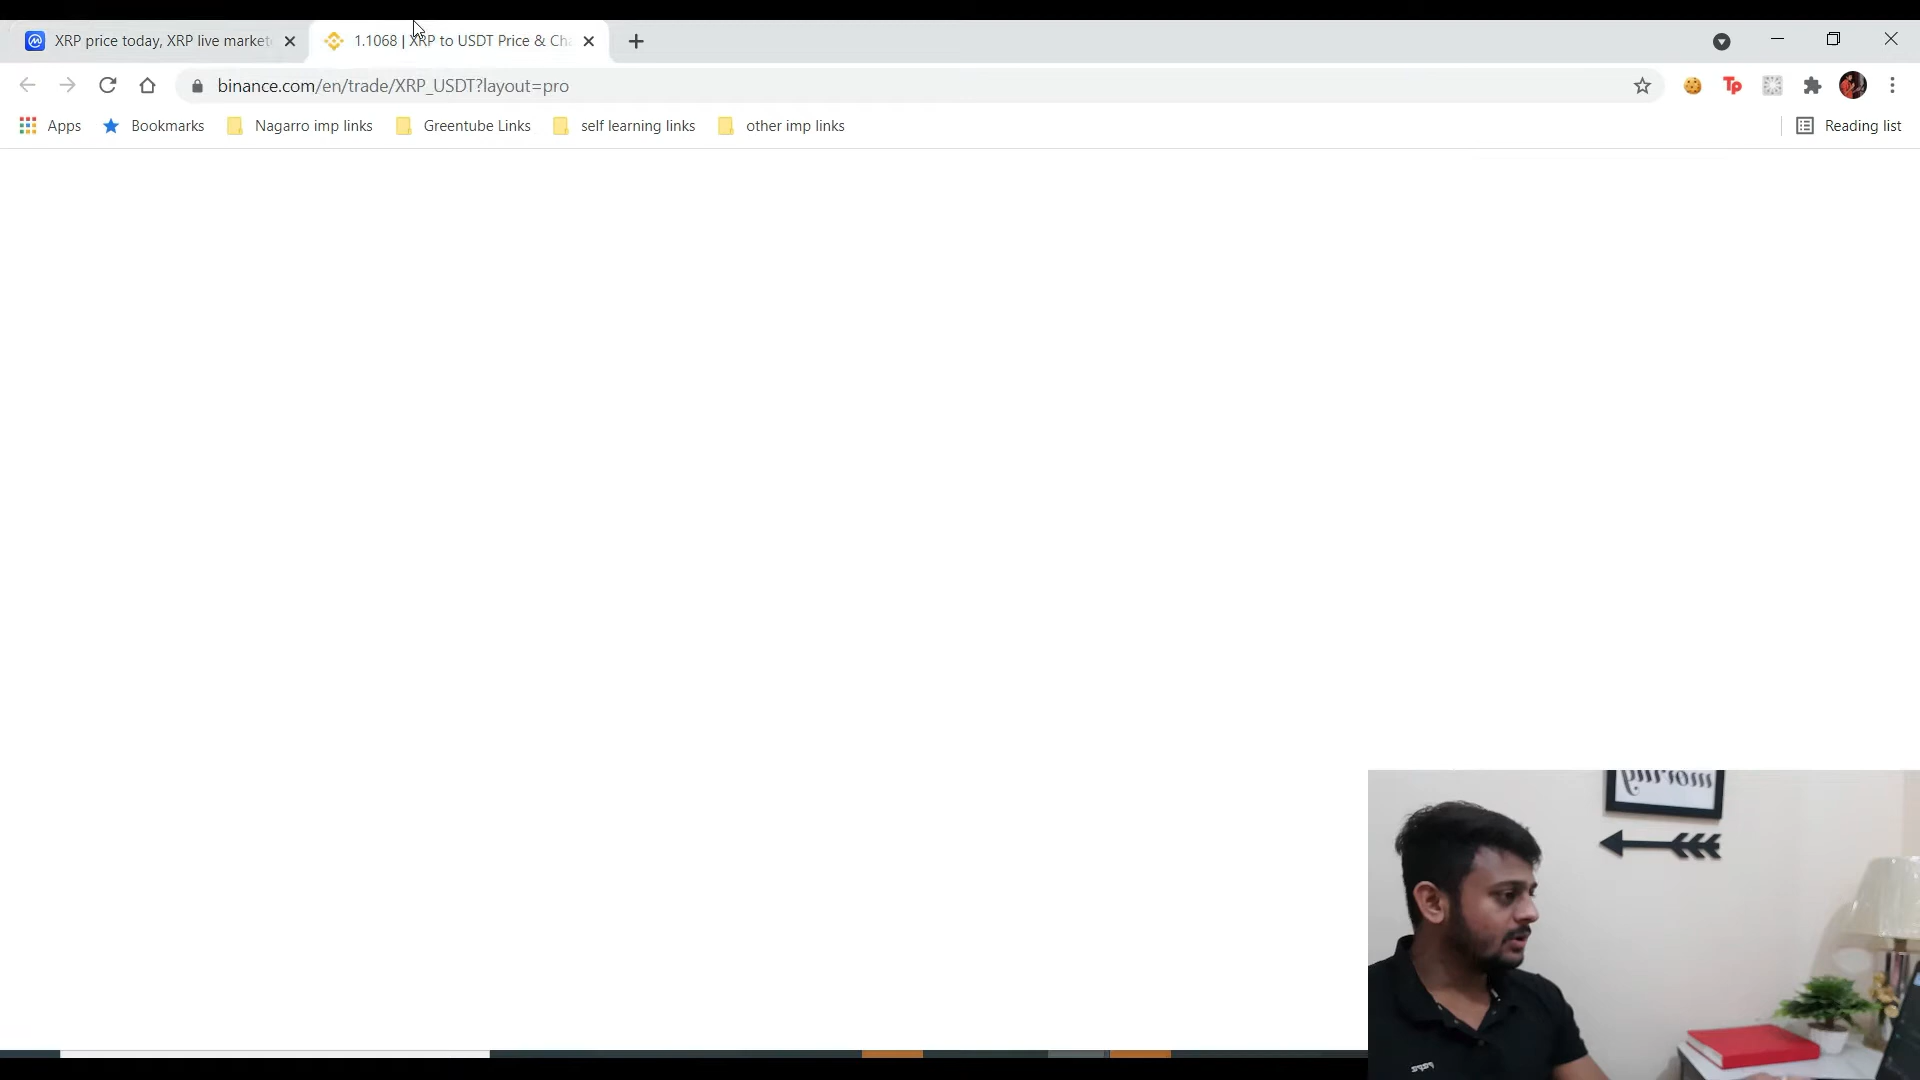 XRP price today, XRP live market
1.1068 | XRP to USDT Price & Ch
binance.com/en/trade/XRP_USDT?layout=pro
Tp
Apps
Bookmarks
Nagarro imp links
Greentube Links
self learning links
other imp links
Reading list